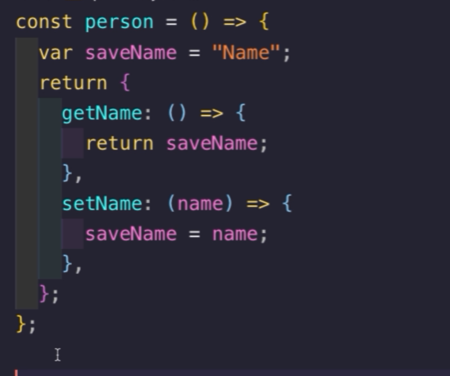 const person = () => {
  var saveName = "Name";
  return {
    getName: () => {
      return saveName;
    },
    setName: (name) => {
      saveName = name;
    },
  };
};